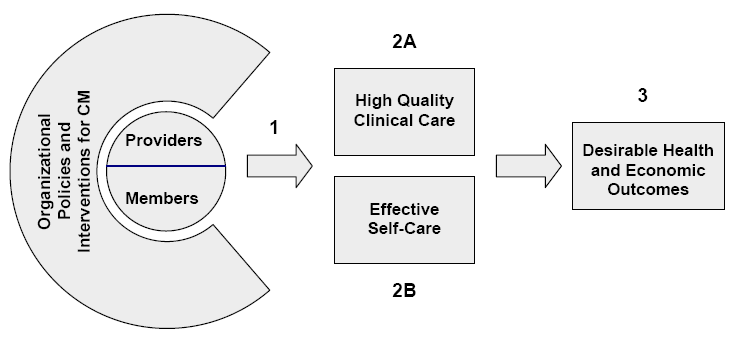 Organizational
Policies and
Interventions for CM
Providers
Members
1
2A
High Quality
Clinical Care
Effective
Self-Care
2B
3
Desirable Health
and Economic
Outcomes